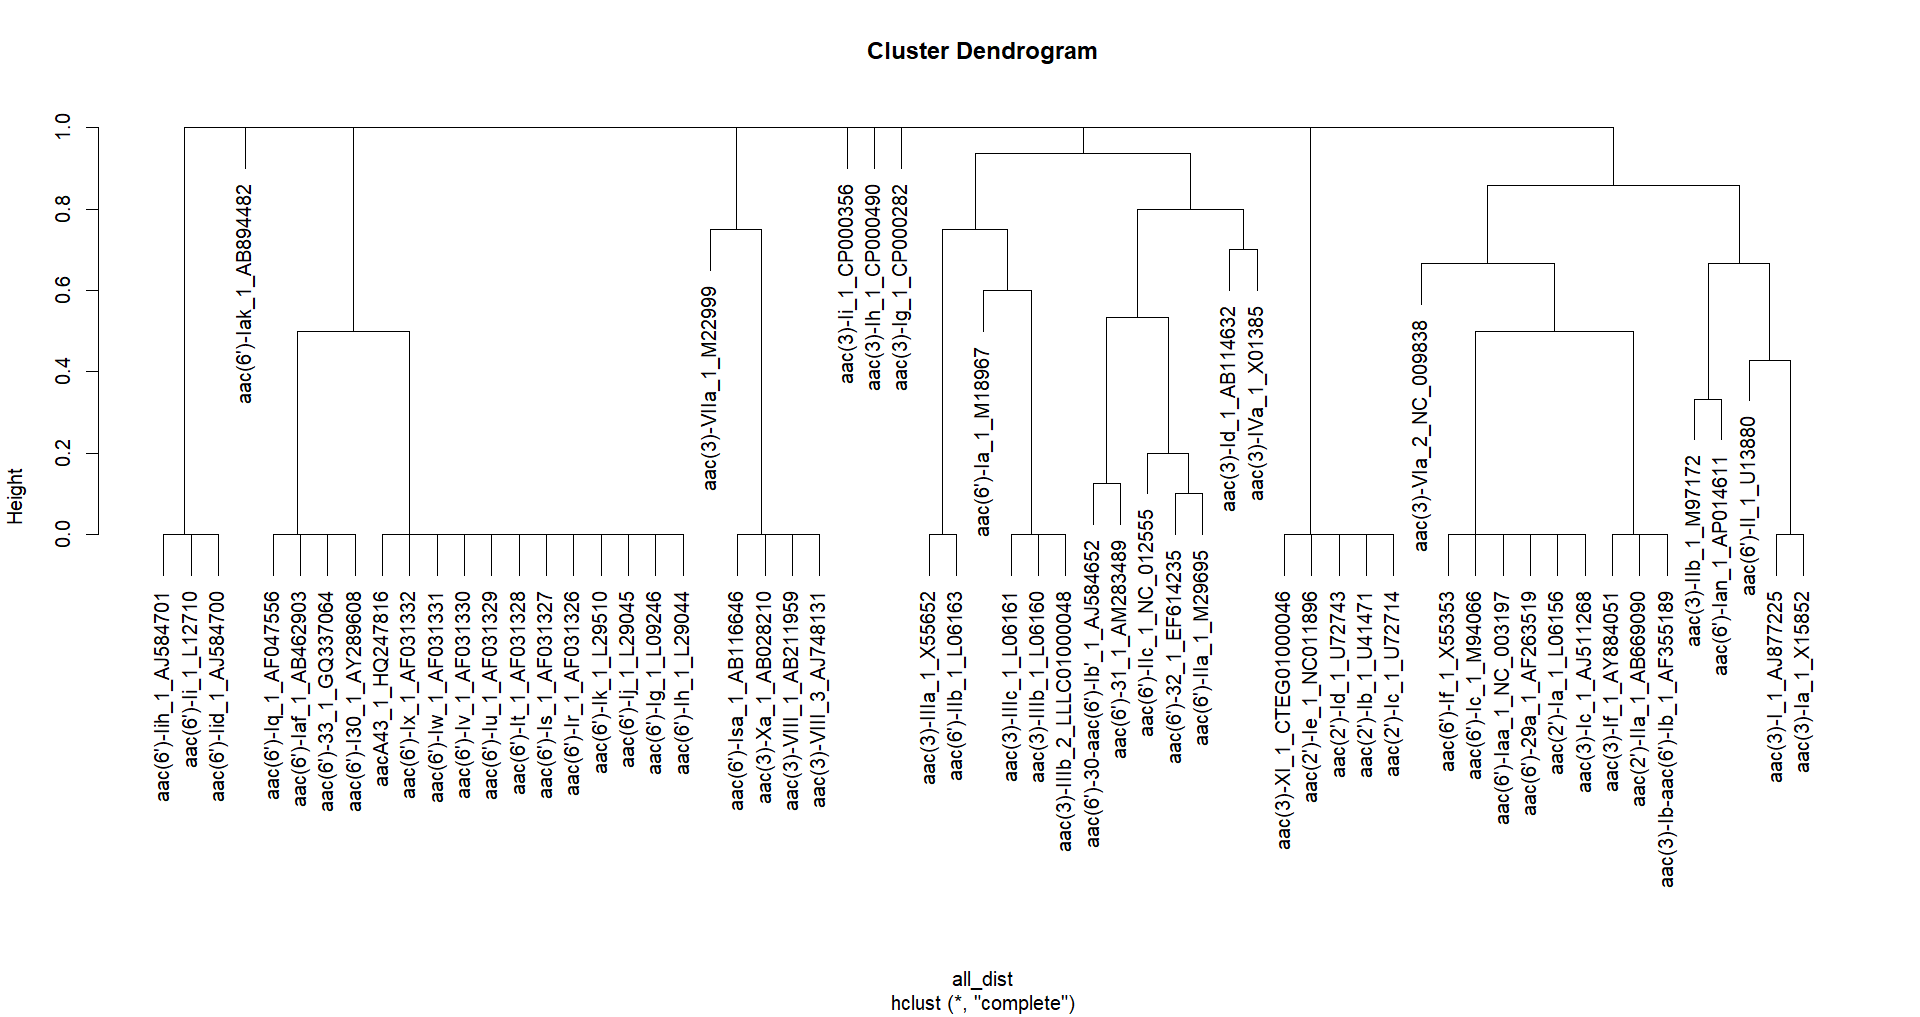 Cluster Dendrogram
Height
1.0
0.8
0.6
0.4
0.2
0.0
aac(6')-Iih_1_AJ584701
aac(6')-Ii_1_L12710
aac(6')-Iid_1_AJ584700
aac(6')-Iak_1_AB894482
aac(6')-Iq_1_AF047556
aac(6')-Iaf_1_AB462903
aac(6')-33_1_GQ337064
aac(6')-I30_1_AY289608
aacA43_1_HQ247816
aac(6')-Ix_1_AF031332
aac(6')-Iw_1_AF031331
aac(6')-Iv_1_AF031330
aac(6')-Iu_1_AF031329
aac(6')-It_1_AF031328
aac(6')-Is_1_AF031327
aac(6')-Ir_1_AF031326
aac(6')-Ik_1_L29510
aac(6')-Ij_1_L29045
aac(6')-Ig_1_L09246
aac(6')-Ih_1_L29044
aac(3)-VIIa_1_M22999
aac(6')-Isa_1_AB116646
aac(3)-Xa_1_AB028210
aac(3)-VIII_1_AB211959
aac(3)-VIII_3_AJ748131
aac(3)-Ii_1_CP000356
aac(3)-Ih_1_CP000490
aac(3)-Ig_1_CP000282
aac(3)-IIIa_1_X55652
aac(6')-IIb_1_L06163
aac(6')-Ia_1_M18967
aac(3)-IIIc_1_L06161
aac(3)-IIIb_1_L06160
aac(3)-IIIb_2_LLLC01000048
aac(6')-30-aac(6')-Ib'_1_AJ584652
aac(6')-31_1_AM283489
aac(6')-IIc_1_NC_012555
aac(6')-32_1_EF614235
aac(6')-IIa_1_M29695
aac(3)-Id_1_AB114632
aac(3)-IVa_1_X01385
aac(3)-XI_1_CTEG01000046
aac(2')-Ie_1_NC011896
aac(2')-Id_1_U72743
aac(2')-Ib_1_U41471
aac(2')-Ic_1_U72714
aac(3)-VIa_2_NC_009838
aac(6')-If_1_X55353
aac(6')-Ic_1_M94066
aac(6')-Iaa_1_NC_003197
aac(6')-29a_1_AF263519
aac(2')-Ia_1_L06156
aac(3)-Ic_1_AJ511268
aac(3)-If_1_AY884051
aac(2')-IIa_1_AB669090
aac(3)-Ib-aac(6')-Ib_1_AF355189
aac(3)-IIb_1_M97172
aac(6')-Ian_1_AP014611
aac(6')-Il_1_U13880
aac(3)-I_1_AJ877225
aac(3)-Ia_1_X15852
all_dist
hclust (*, "complete")